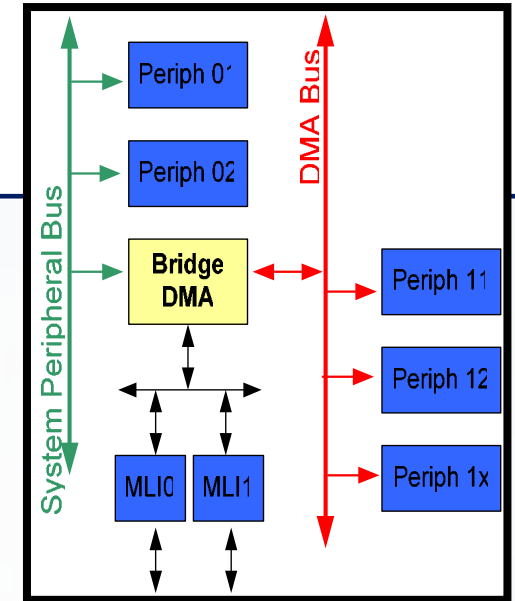 System Peripheral Bus
Periph 01
Periph 02
Bridge
DMA
MLI0
MLI1
DMA Bus
Periph 11
Periph 12
Periph 1x